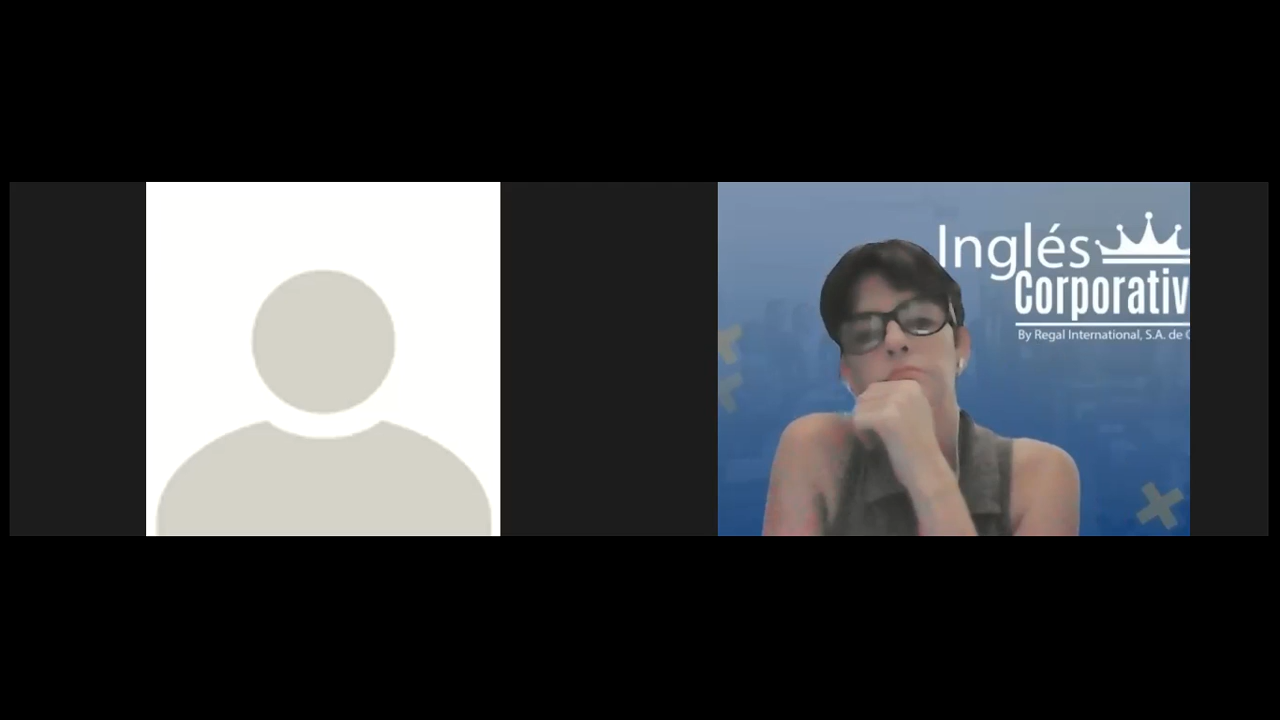 Inglés
Corporativ
By Regal International, S.A. de C